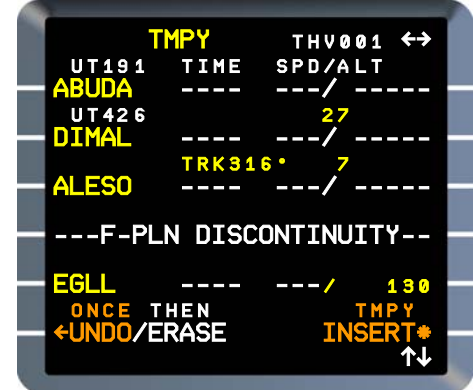 TMPY THV001 ↔
UT191 TIME SPD/ALT
ABUDA ---- ---/ -----
UT426 27
DIMAL ---- ---/ -----
TRK316° 7
ALESO ---- ---/ -----
---F-PLN DISCONTINUITY--
EGLL ---- ---/ 130
ONCE THEN TMPY
←UNDO/ERASE INSERT*
↑↓